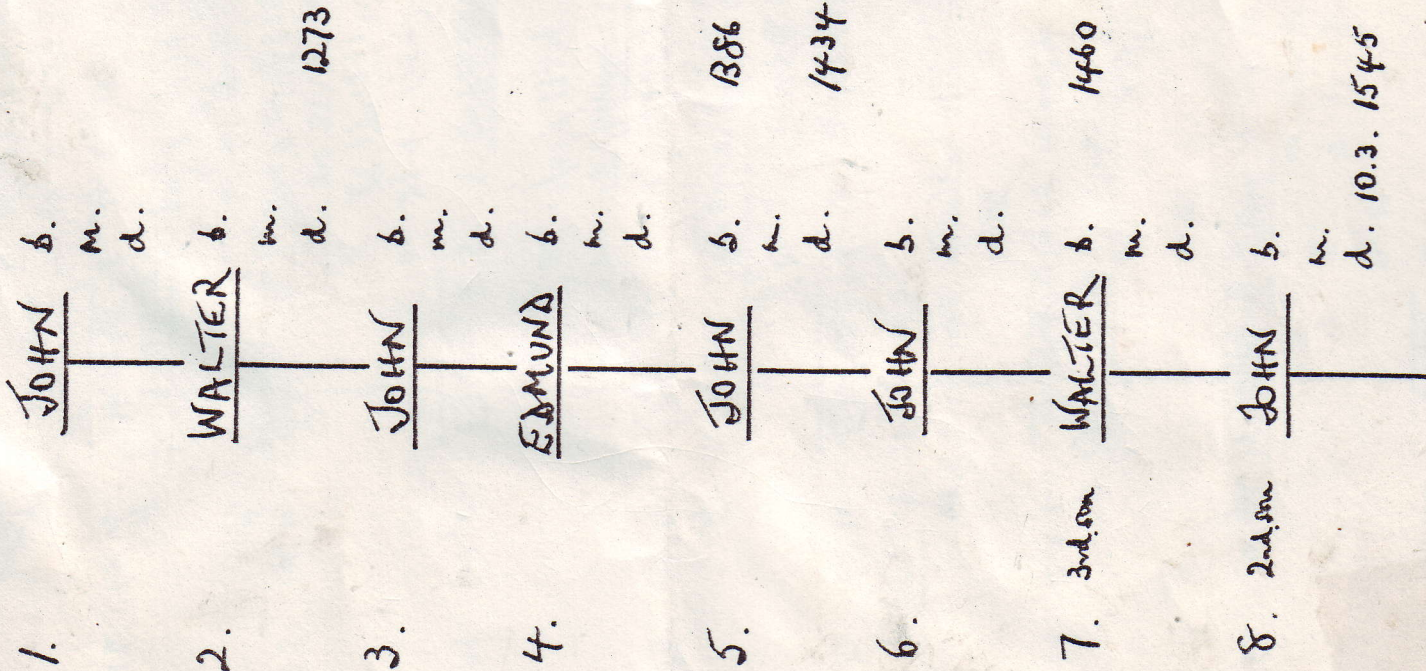 1. JOHN b.
m.
d.
2. WALTER b.
m.
d. 1273
3. JOHN b.
m.
d.
4. EDMUND b.
m.
d.
5. JOHN b. 1386
m.
d. 1434
6. JOHN b.
m.
d.
7. 3rd. son WALTER b. 1460
m.
d.
8. 2nd. son JOHN b.
m.
d. 10.3. 1545